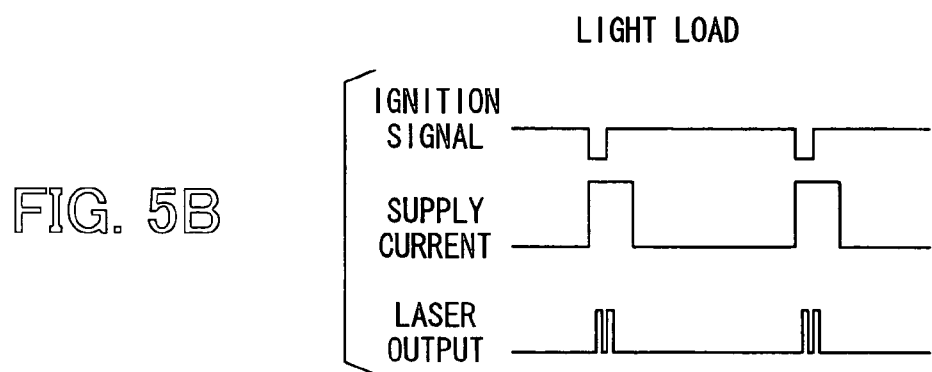 LIGHT LOAD
FIG. 5B
IGNITION
SIGNAL
SUPPLY
CURRENT
LASER
OUTPUT